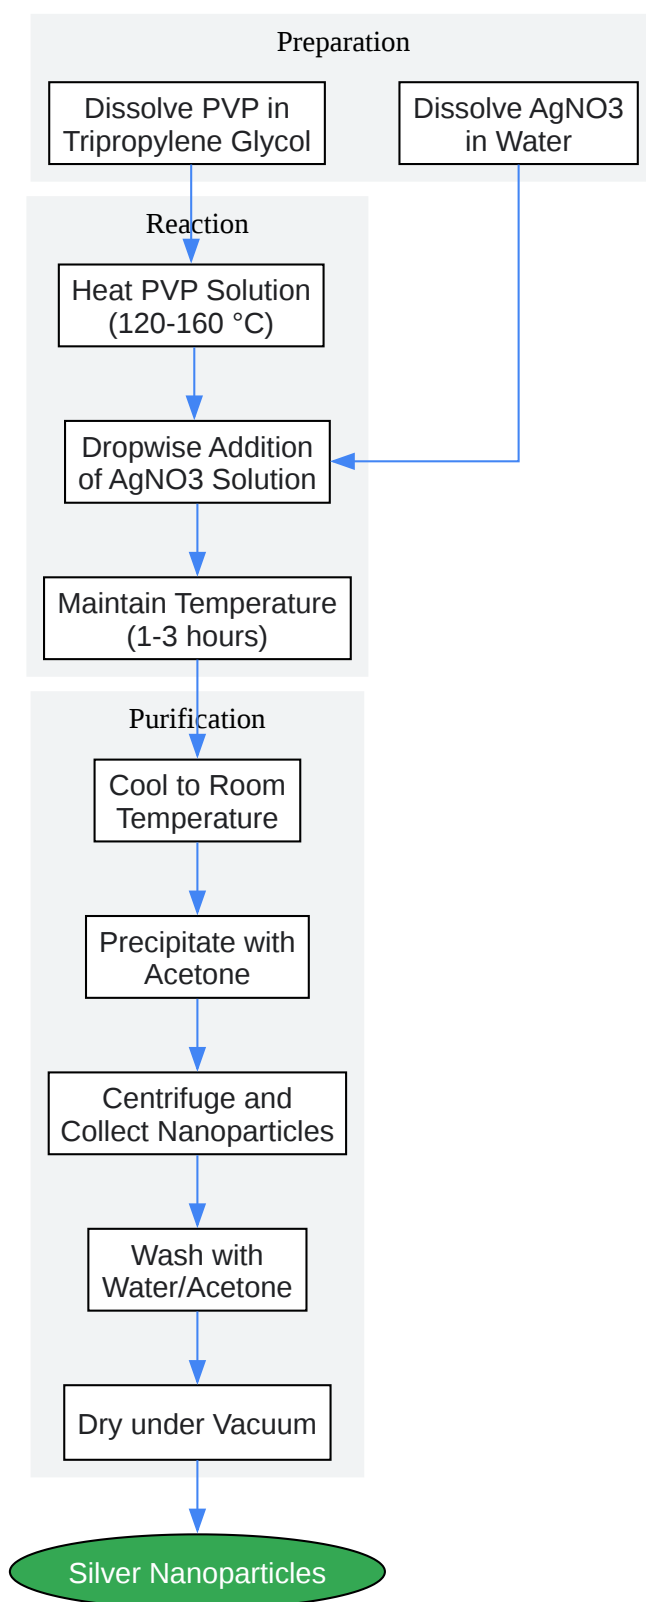 Preparation
Dissolve PVP in
Tripropylene Glycol
Dissolve AgNO3
in Water
Reaction
Heat PVP Solution
(120-160 °C)
Dropwise Addition
of AgNO3 Solution
Maintain Temperature
(1-3 hours)
Purification
Cool to Room
Temperature
Precipitate with
Acetone
Centrifuge and
Collect Nanoparticles
Wash with
Water/Acetone
Dry under Vacuum
Silver Nanoparticles